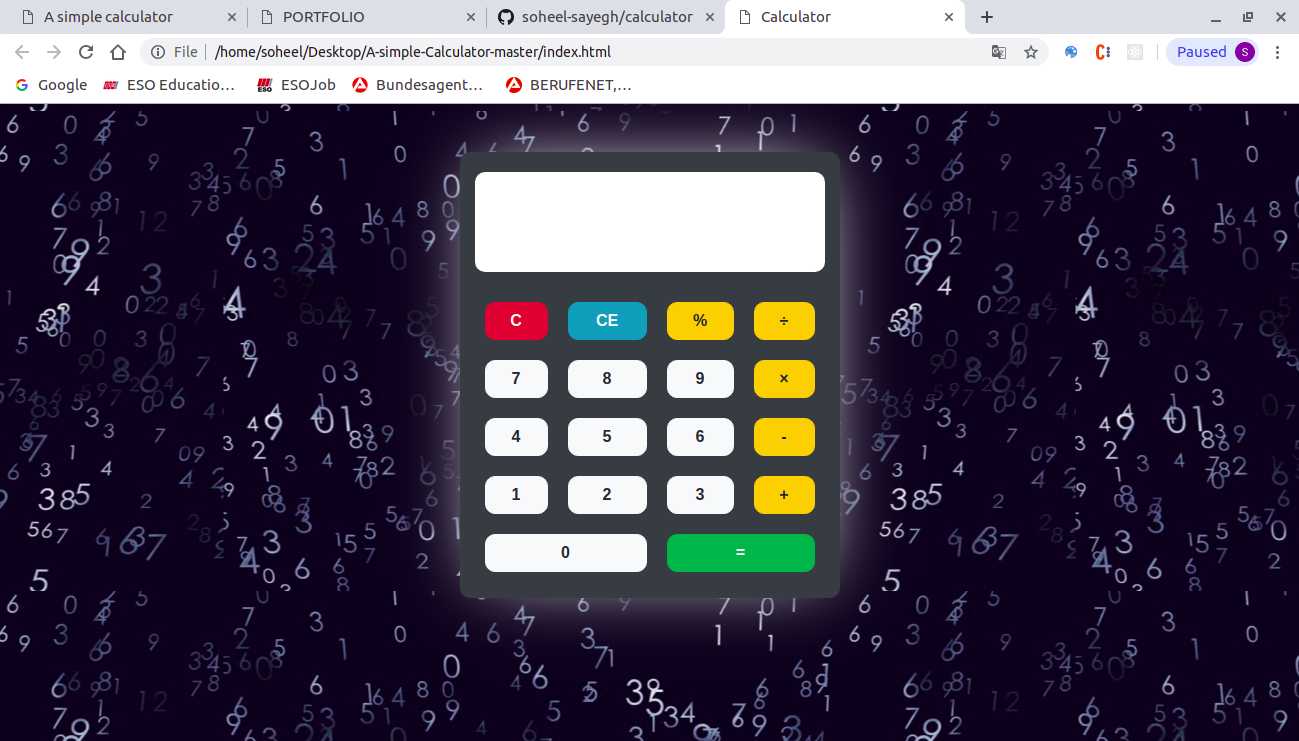 A simple calculator
PORTFOLIO
soheel-sayegh/calculator
Calculator
File
/home/soheel/Desktop/A-simple-Calculator-master/index.html
Paused
S
Google
ESO Educatio…
ESOJob
Bundesagent…
BERUFENET,…
C CE % ÷
7 8 9 ×
4 5 6 -
1 2 3 +
0 =